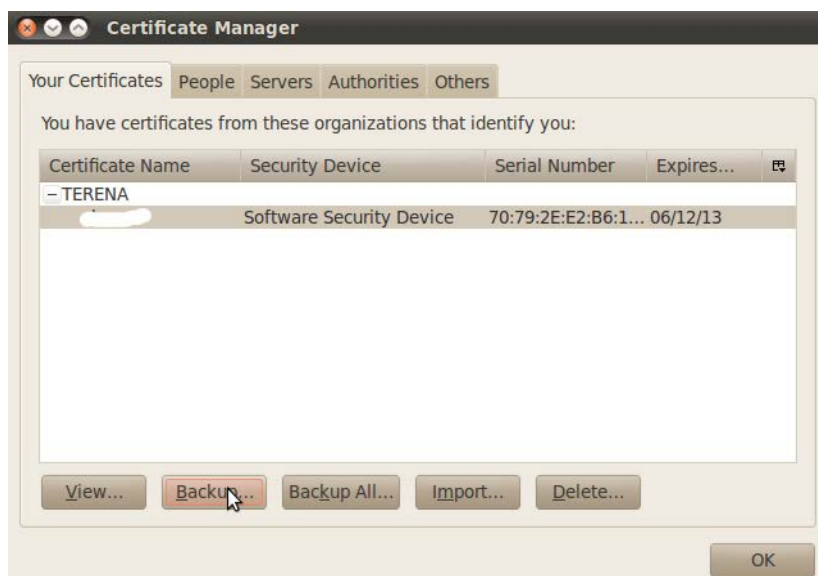 Certificate Manager
Your Certificates People Servers Authorities Others
You have certificates from these organizations that identify you:
Certificate Name Security Device Serial Number Expires...
TERENA
Software Security Device 70:79:2E:E2:B6:1... 06/12/13
View... Backup... Backup All... Import... Delete...
OK